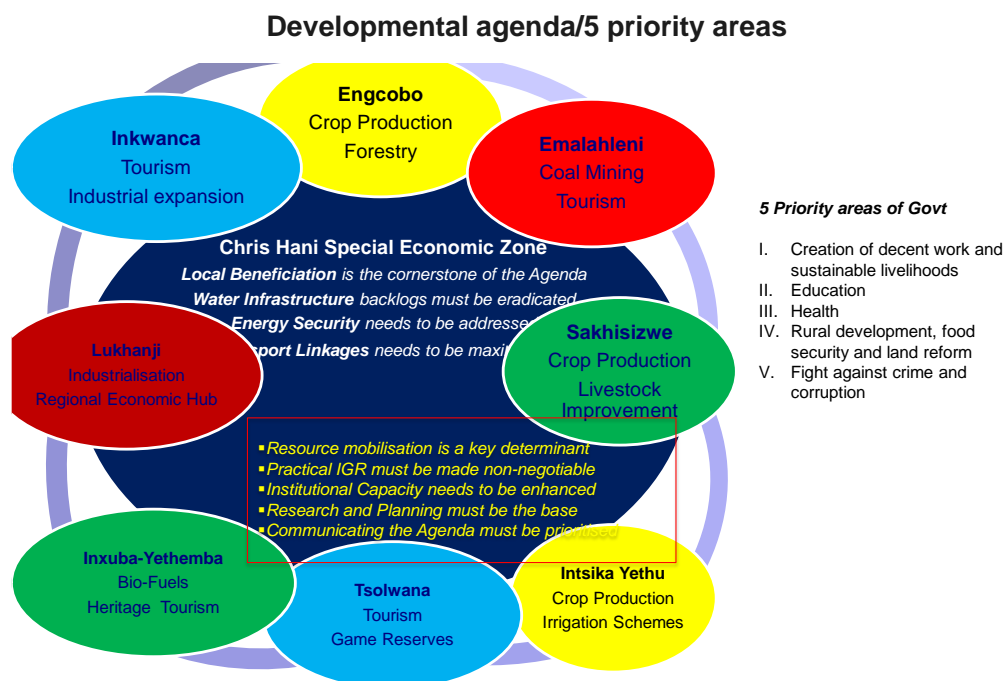 Developmental agenda/5 priority areas
Engcobo
Crop Production
Forestry
Inkwanca
Tourism
Industrial expansion
Emalahleni
Coal Mining
Tourism
Chris Hani Special Economic Zone
Local Beneficiation is the cornerstone of the Agenda
Water Infrastructure backlogs must be eradicated
Energy Security needs to be addresse
sport Linkages needs to be maxi
Lukhanji
Industrialisation
Regional Economic Hub
Sakhisizwe
Crop Production
Livestock
Improvement
▪Resource mobilisation is a key determinant
▪Practical IGR must be made non-negotiable
▪Institutional Capacity needs to be enhanced
▪Research and Planning must be the base
▪Communicating the Agenda must be prioritised
Inxuba-Yethemba
Bio-Fuels
Heritage Tourism
Tsolwana
Tourism
Game Reserves
Intsika Yethu
Crop Production
Irrigation Schemes
5 Priority areas of Govt
I. Creation of decent work and
sustainable livelihoods
II. Education
III. Health
IV. Rural development, food
security and land reform
V. Fight against crime and
corruption